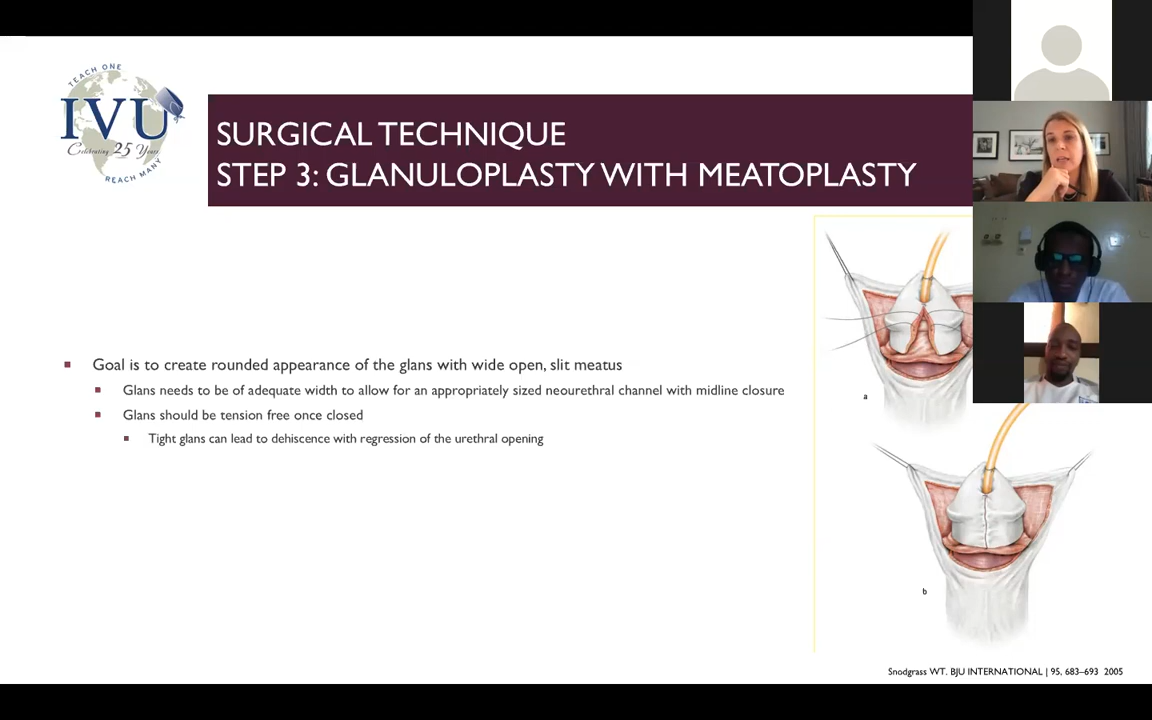 TEACH ONE
IVU
Celebrating 25 Years
REACH MANY
SURGICAL TECHNIQUE
STEP 3: GLANULOPLASTY WITH MEATOPLASTY
Goal is to create rounded appearance of the glans with wide open, slit meatus
Glans needs to be of adequate width to allow for an appropriately sized neourethral channel with midline closure
Glans should be tension free once closed
Tight glans can lead to dehiscence with regression of the urethral opening
a
b
Snodgrass WT. BJU INTERNATIONAL | 95, 683–693 2005